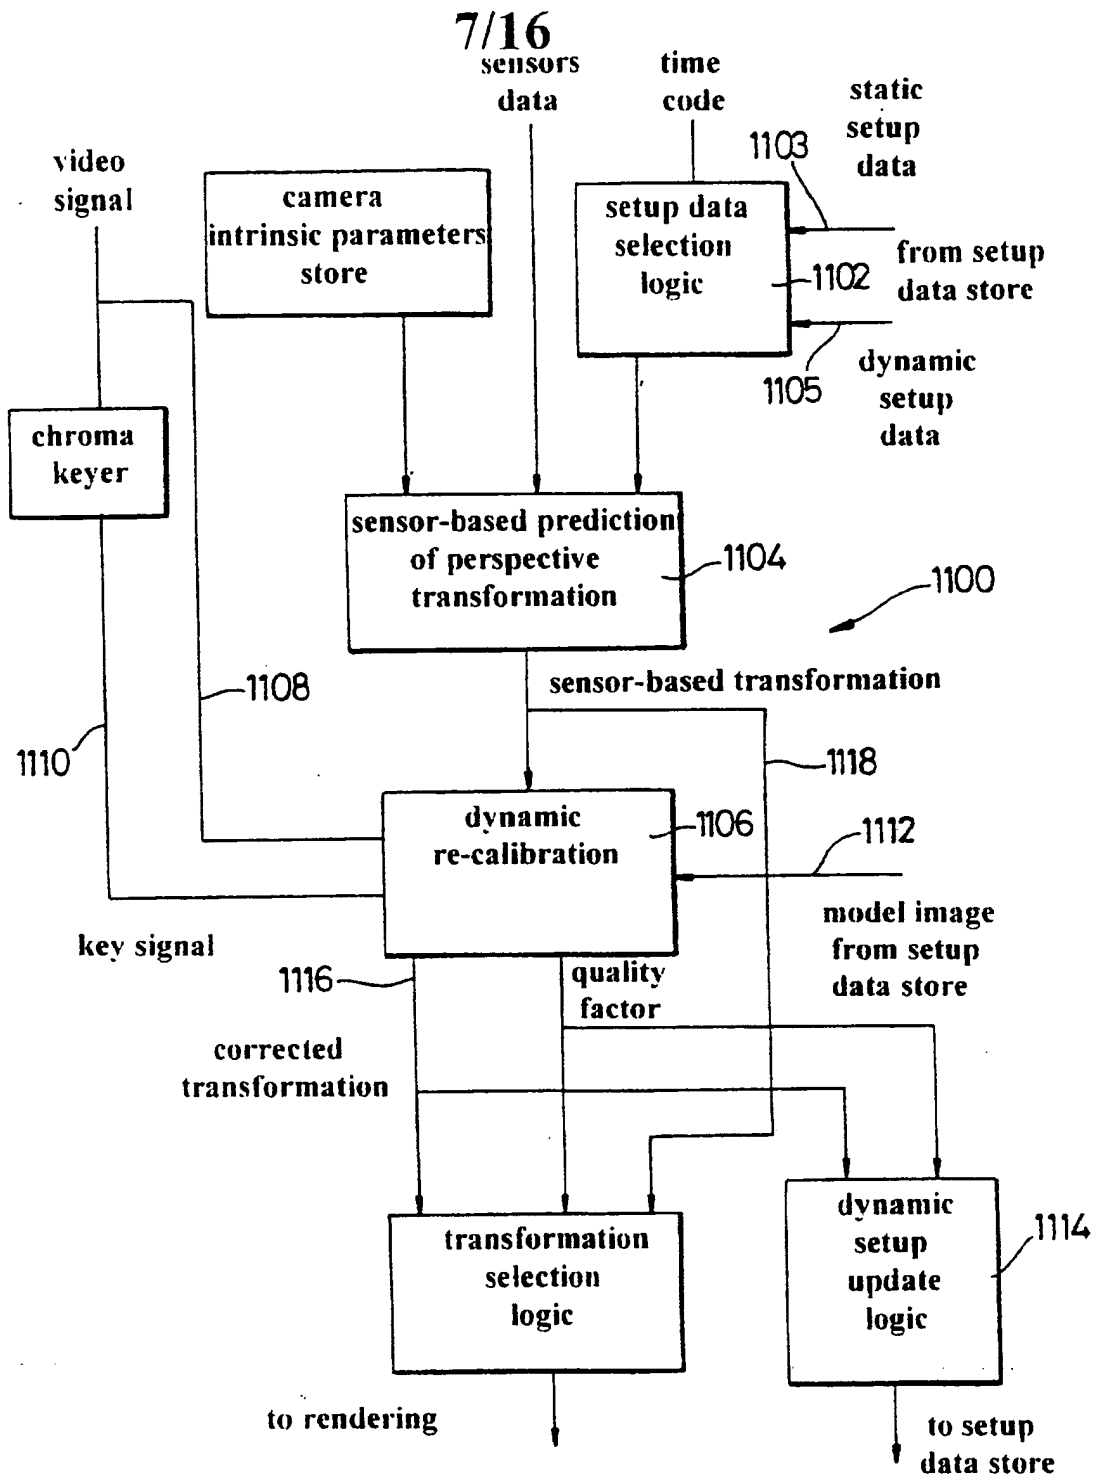 7/16
sensors
data
time
code
static
setup
data
1103
video
signal
camera
intrinsic parameters
store
setup data
selection
logic
1102
from setup
data store
1105
dynamic
setup
data
chroma
keyer
sensor-based prediction
of perspective
transformation
1104
1100
sensor-based transformation
1108
1110
1118
dynamic
re-calibration
1106
1112
model image
from setup
data store
key signal
1116
quality
factor
corrected
transformation
transformation
selection
logic
dynamic
setup
update
logic
1114
to rendering
to setup
data store